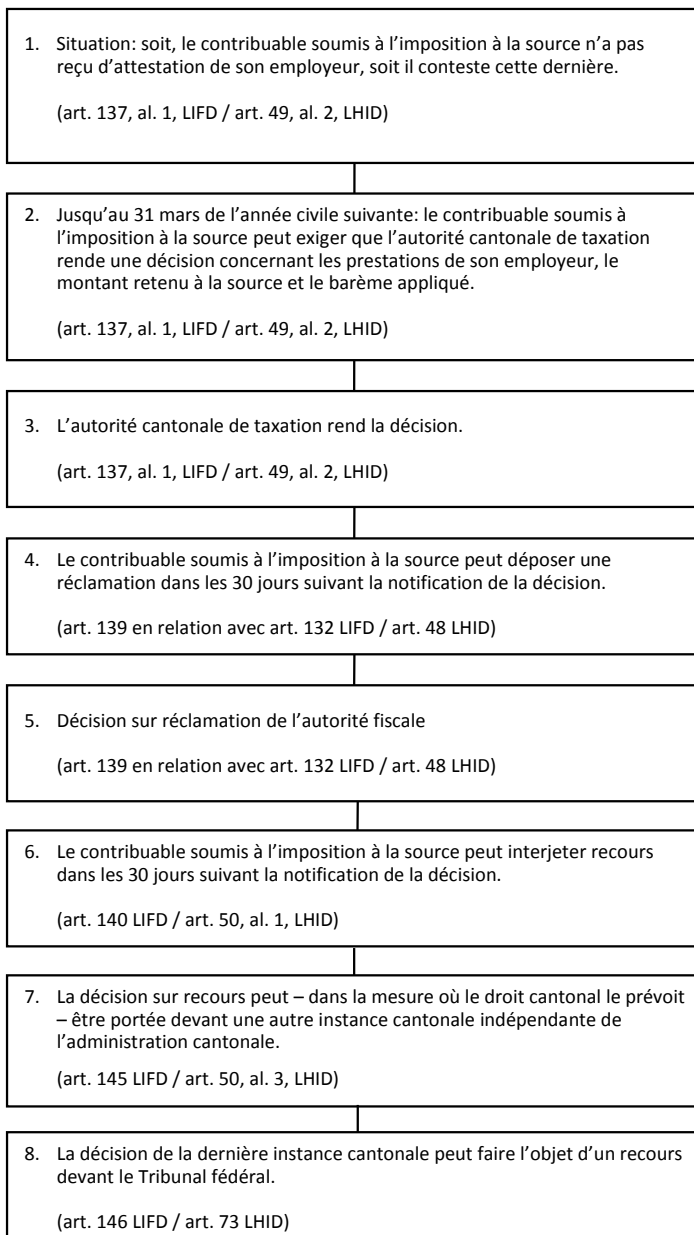 1. Situation: soit, le contribuable soumis à l’imposition à la source n’a pas
reçu d’attestation de son employeur, soit il conteste cette dernière.
(art. 137, al. 1, LIFD / art. 49, al. 2, LHID)
2. Jusqu’au 31 mars de l’année civile suivante: le contribuable soumis à
l’imposition à la source peut exiger que l’autorité cantonale de taxation
rende une décision concernant les prestations de son employeur, le
montant retenu à la source et le barème appliqué.
(art. 137, al. 1, LIFD / art. 49, al. 2, LHID)
3. L’autorité cantonale de taxation rend la décision.
(art. 137, al. 1, LIFD / art. 49, al. 2, LHID)
4. Le contribuable soumis à l’imposition à la source peut déposer une
réclamation dans les 30 jours suivant la notification de la décision.
(art. 139 en relation avec art. 132 LIFD / art. 48 LHID)
5. Décision sur réclamation de l’autorité fiscale
(art. 139 en relation avec art. 132 LIFD / art. 48 LHID)
6. Le contribuable soumis à l’imposition à la source peut interjeter recours
dans les 30 jours suivant la notification de la décision.
(art. 140 LIFD / art. 50, al. 1, LHID)
7. La décision sur recours peut – dans la mesure où le droit cantonal le prévoit
– être portée devant une autre instance cantonale indépendante de
l’administration cantonale.
(art. 145 LIFD / art. 50, al. 3, LHID)
8. La décision de la dernière instance cantonale peut faire l’objet d’un recours
devant le Tribunal fédéral.
(art. 146 LIFD / art. 73 LHID)